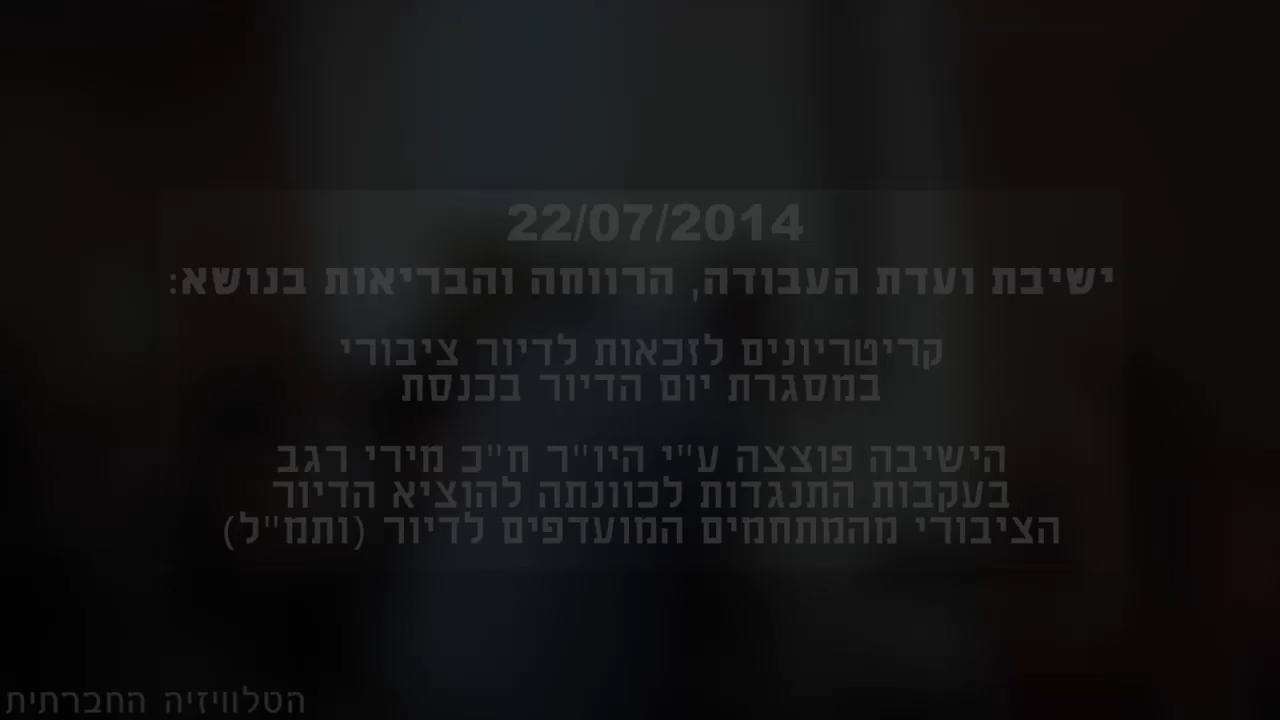 22/07/2014
ישיבת ועדת העבודה, הרווחה והבריאות בנושא:
קריטריונים לזכאות לדיור ציבורי
במסגרת יום הדיור בכנסת
הישיבה פוצצה ע"י היו"ר ח"כ מירי רגב
בעקבות התנגדות לכוונתה להוציא הדיור
הציבורי מהמתחמים המועדפים לדיור (ותמ"ל)
הטלוויזיה החברתית